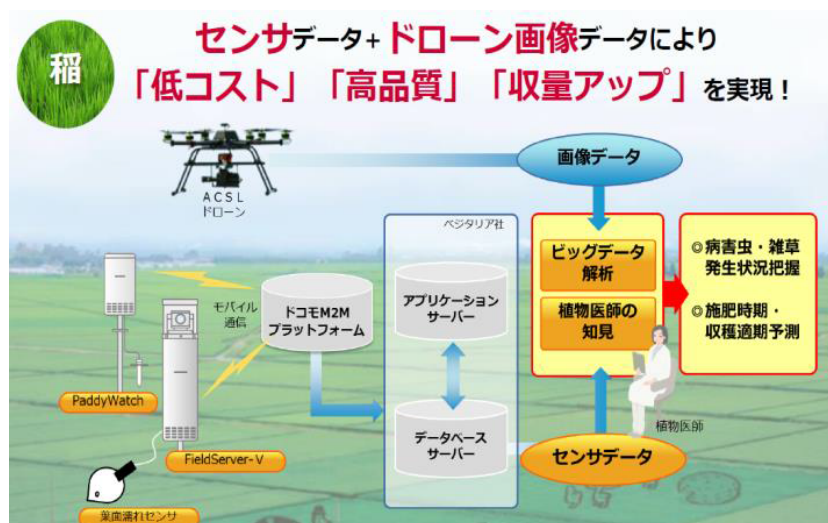 稲
センサデータ+ドローン画像データにより
「低コスト」「高品質」「収量アップ」を実現!
ACSL
ドローン
画像データ
ベジタリア社
ビッグデータ
解析
植物医師の
知見
◎病害虫・雑草
発生状況把握
◎施肥時期・
収穫適期予測
モバイル
通信
ドコモM2M
プラットフォーム
アプリケーション
サーバー
データベース
サーバー
PaddyWatch
FieldServer-V
葉面濡れセンサ
センサデータ
植物医師